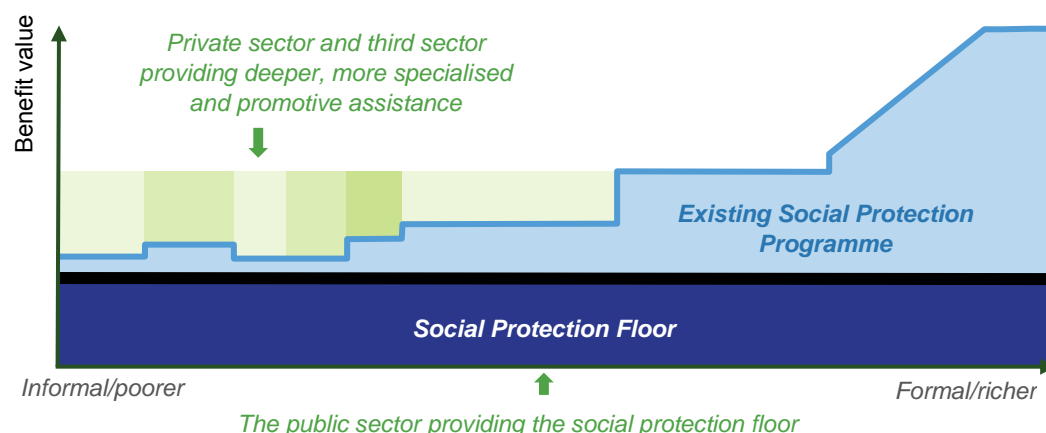 Benefit value
Private sector and third sector
providing deeper, more specialised
and promotive assistance
Existing Social Protection
Programme
Social Protection Floor
Informal/poorer
Formal/richer
The public sector providing the social protection floor